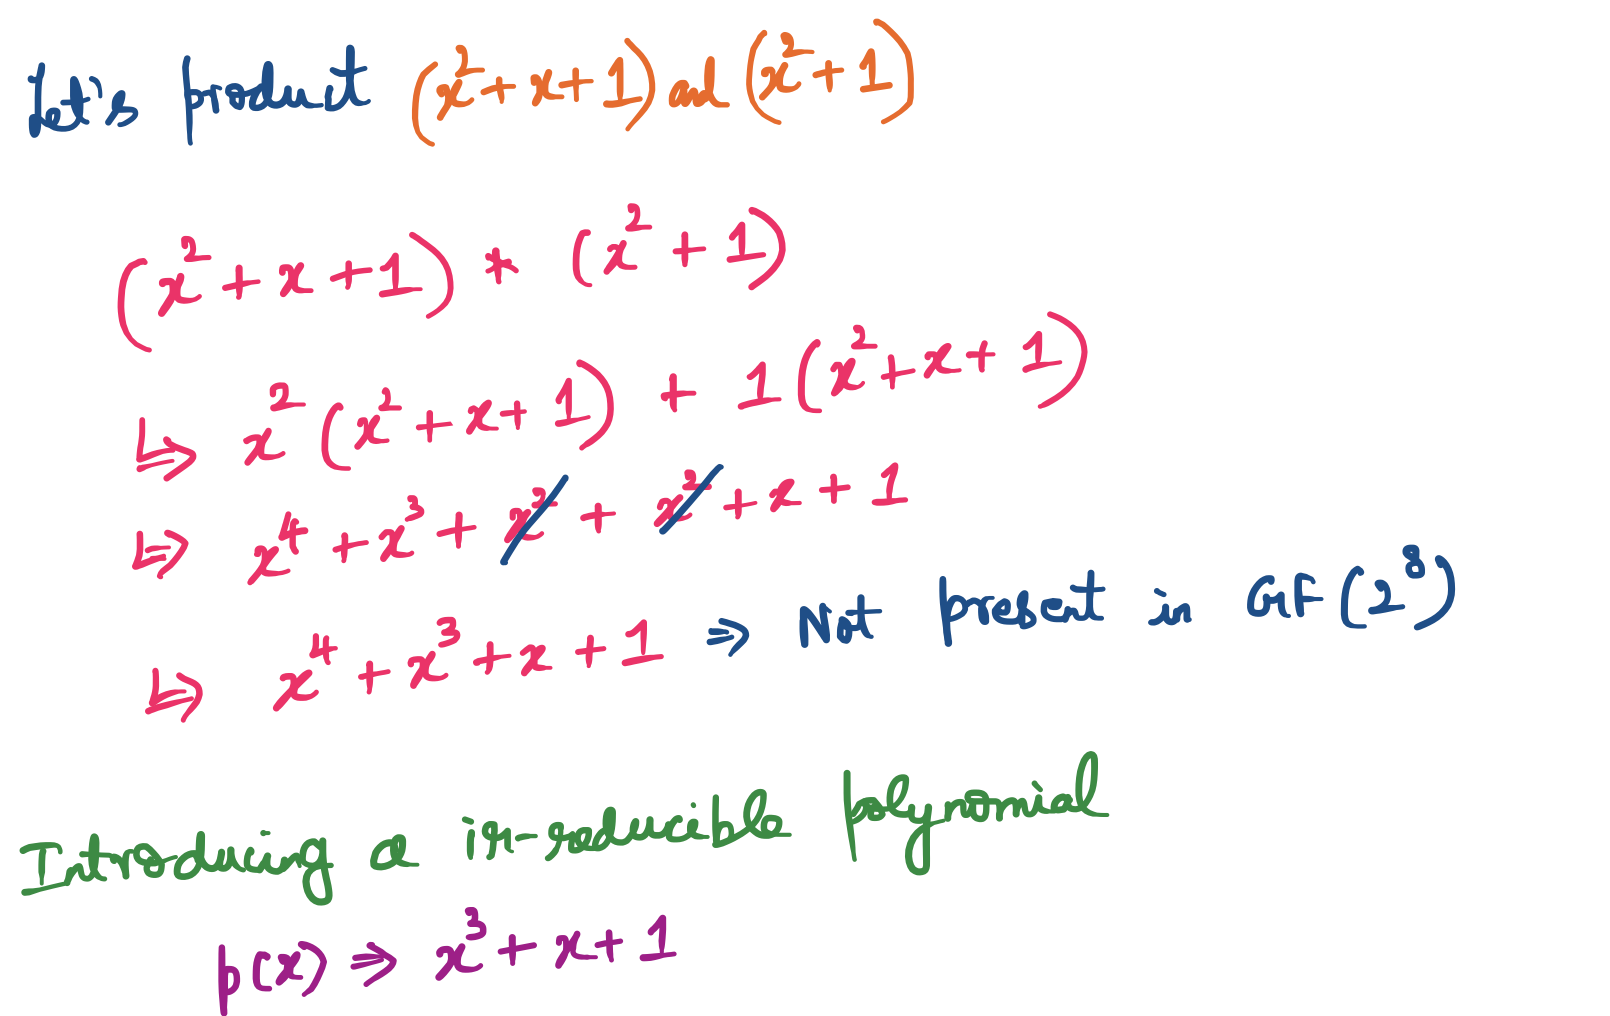 Let's product (x² + x + 1) and (x² + 1)
(x² + x + 1) * (x² + 1)
↳> x² (x² + x + 1) + 1 (x² + x + 1)
↳> x⁴ + x³ + x² + x² + x + 1
↳> x⁴ + x³ + x + 1 => Not present in GF(2⁸)
Introducing a ir-reducible polynomial
p(x) => x³ + x + 1